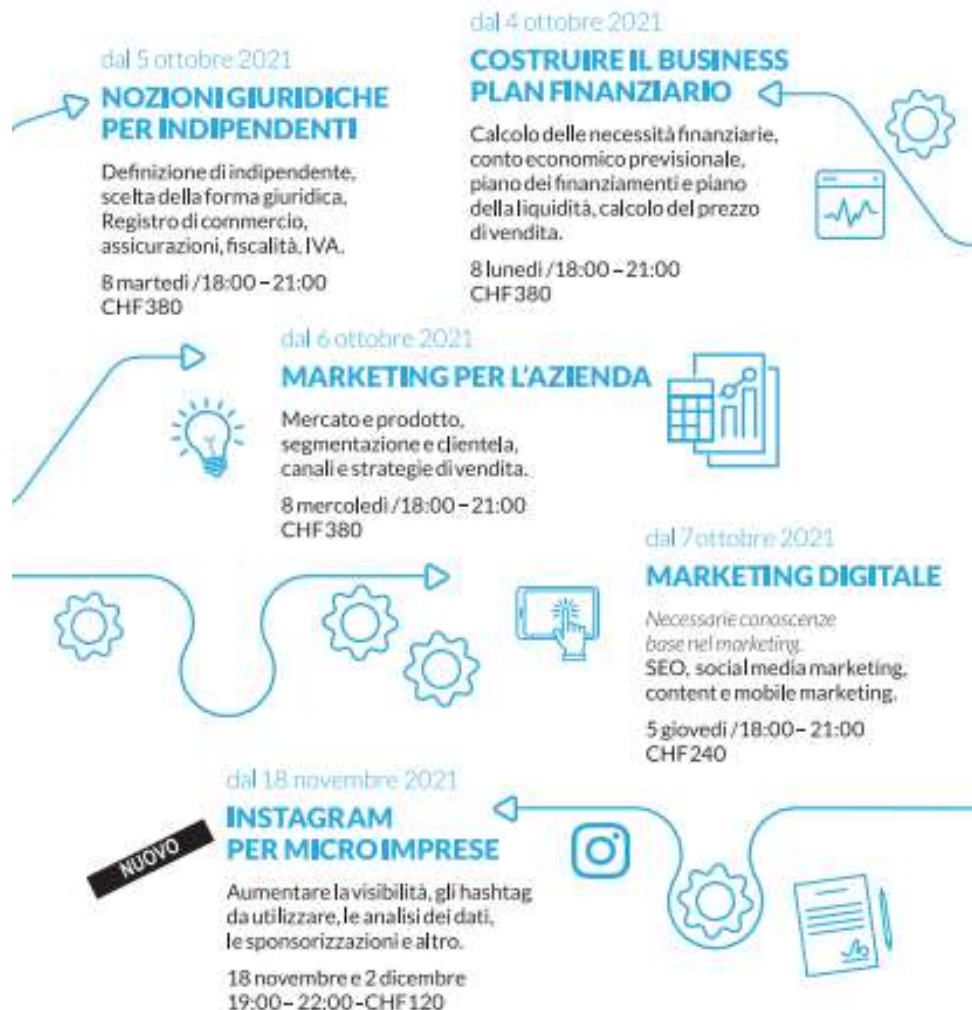 dal 5 ottobre 2021
NOZIONI GIURIDICHE
PER INDIPENDENTI
Definizione di indipendente,
scelta della forma giuridica,
Registro di commercio,
assicurazioni, fiscalità, IVA.
8 martedì / 18:00 – 21:00
CHF 380
dal 4 ottobre 2021
COSTRUIRE IL BUSINESS
PLAN FINANZIARIO
Calcolo delle necessità finanziarie,
conto economico previsionale,
piano dei finanziamenti e piano
della liquidità, calcolo del prezzo
di vendita.
8 lunedì / 18:00 – 21:00
CHF 380
dal 6 ottobre 2021
MARKETING PER L'AZIENDA
Mercato e prodotto,
segmentazione e clientela,
canali e strategie di vendita.
8 mercoledì / 18:00 – 21:00
CHF 380
dal 7 ottobre 2021
MARKETING DIGITALE
Necessarie conoscenze
base nel marketing.
SEO, social media marketing,
content e mobile marketing.
5 giovedì / 18:00 – 21:00
CHF 240
dal 18 novembre 2021
NUOVO
INSTAGRAM
PER MICROIMPRESE
Aumentare la visibilità, gli hashtag
da utilizzare, le analisi dei dati,
le sponsorizzazioni e altro.
18 novembre e 2 dicembre
19:00 – 22:00 - CHF 120